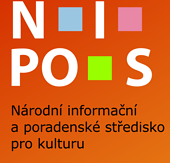 N I
PO S
Národní informační
a poradenské středisko
pro kulturu